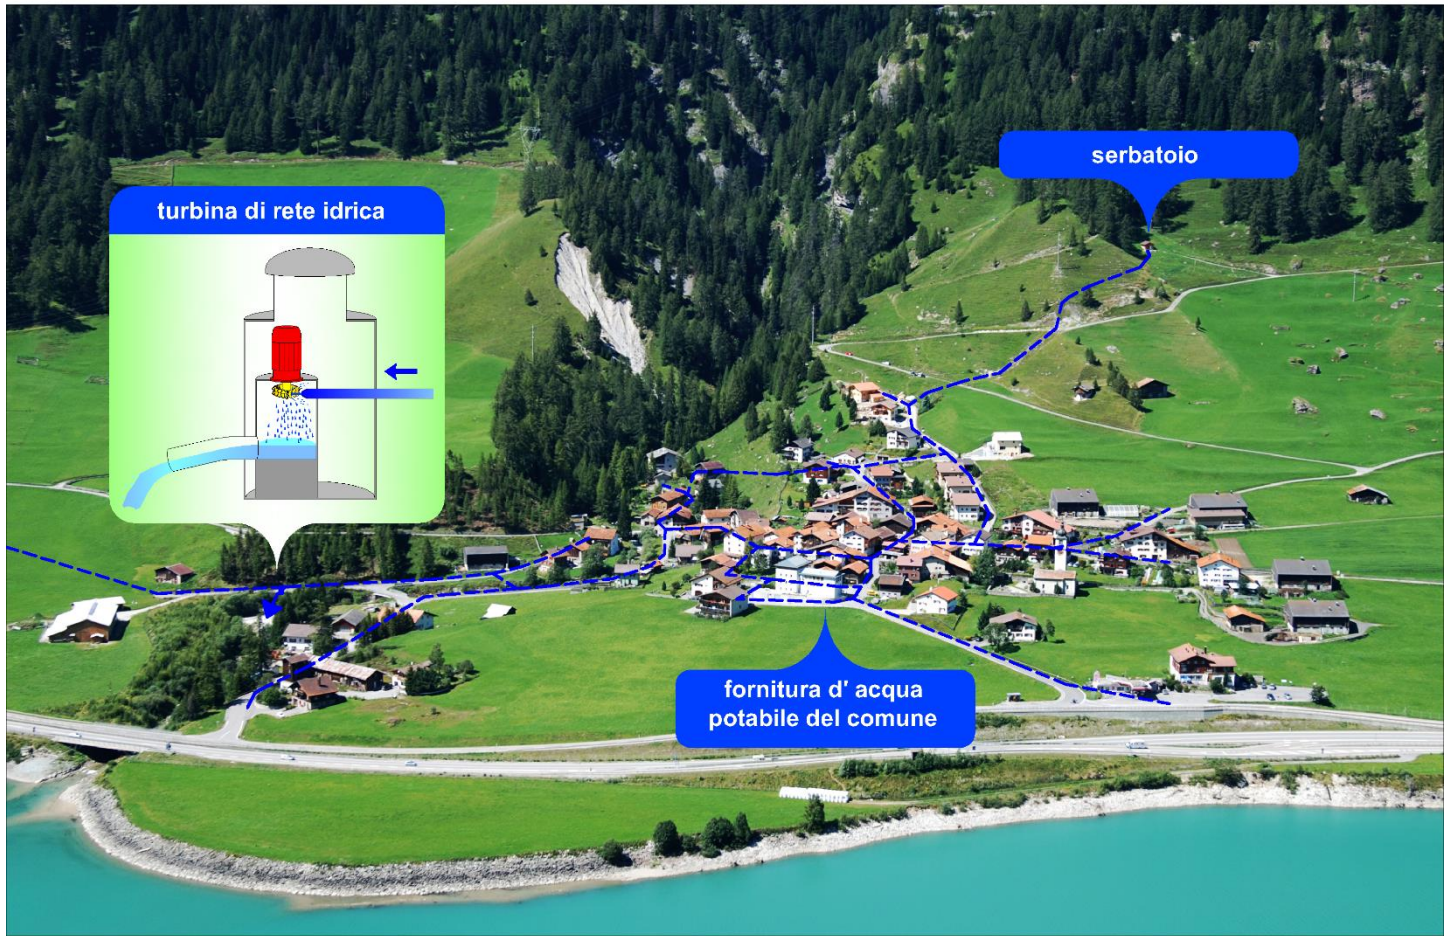 serbatoio
turbina di rete idrica
fornitura d' acqua
potabile del comune